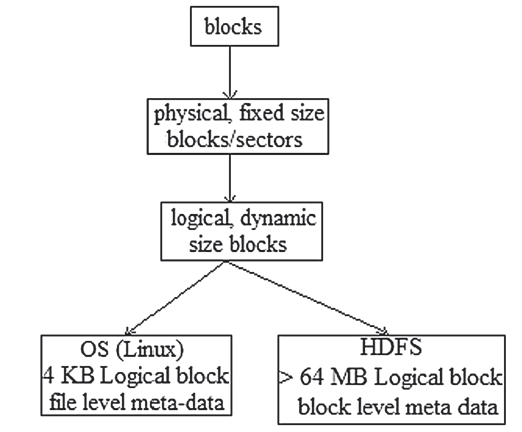 blocks
physical, fixed size
blocks/sectors
logical, dynamic
size blocks
OS (Linux)
4 KB Logical block
file level meta-data
HDFS
> 64 MB Logical block
block level meta data